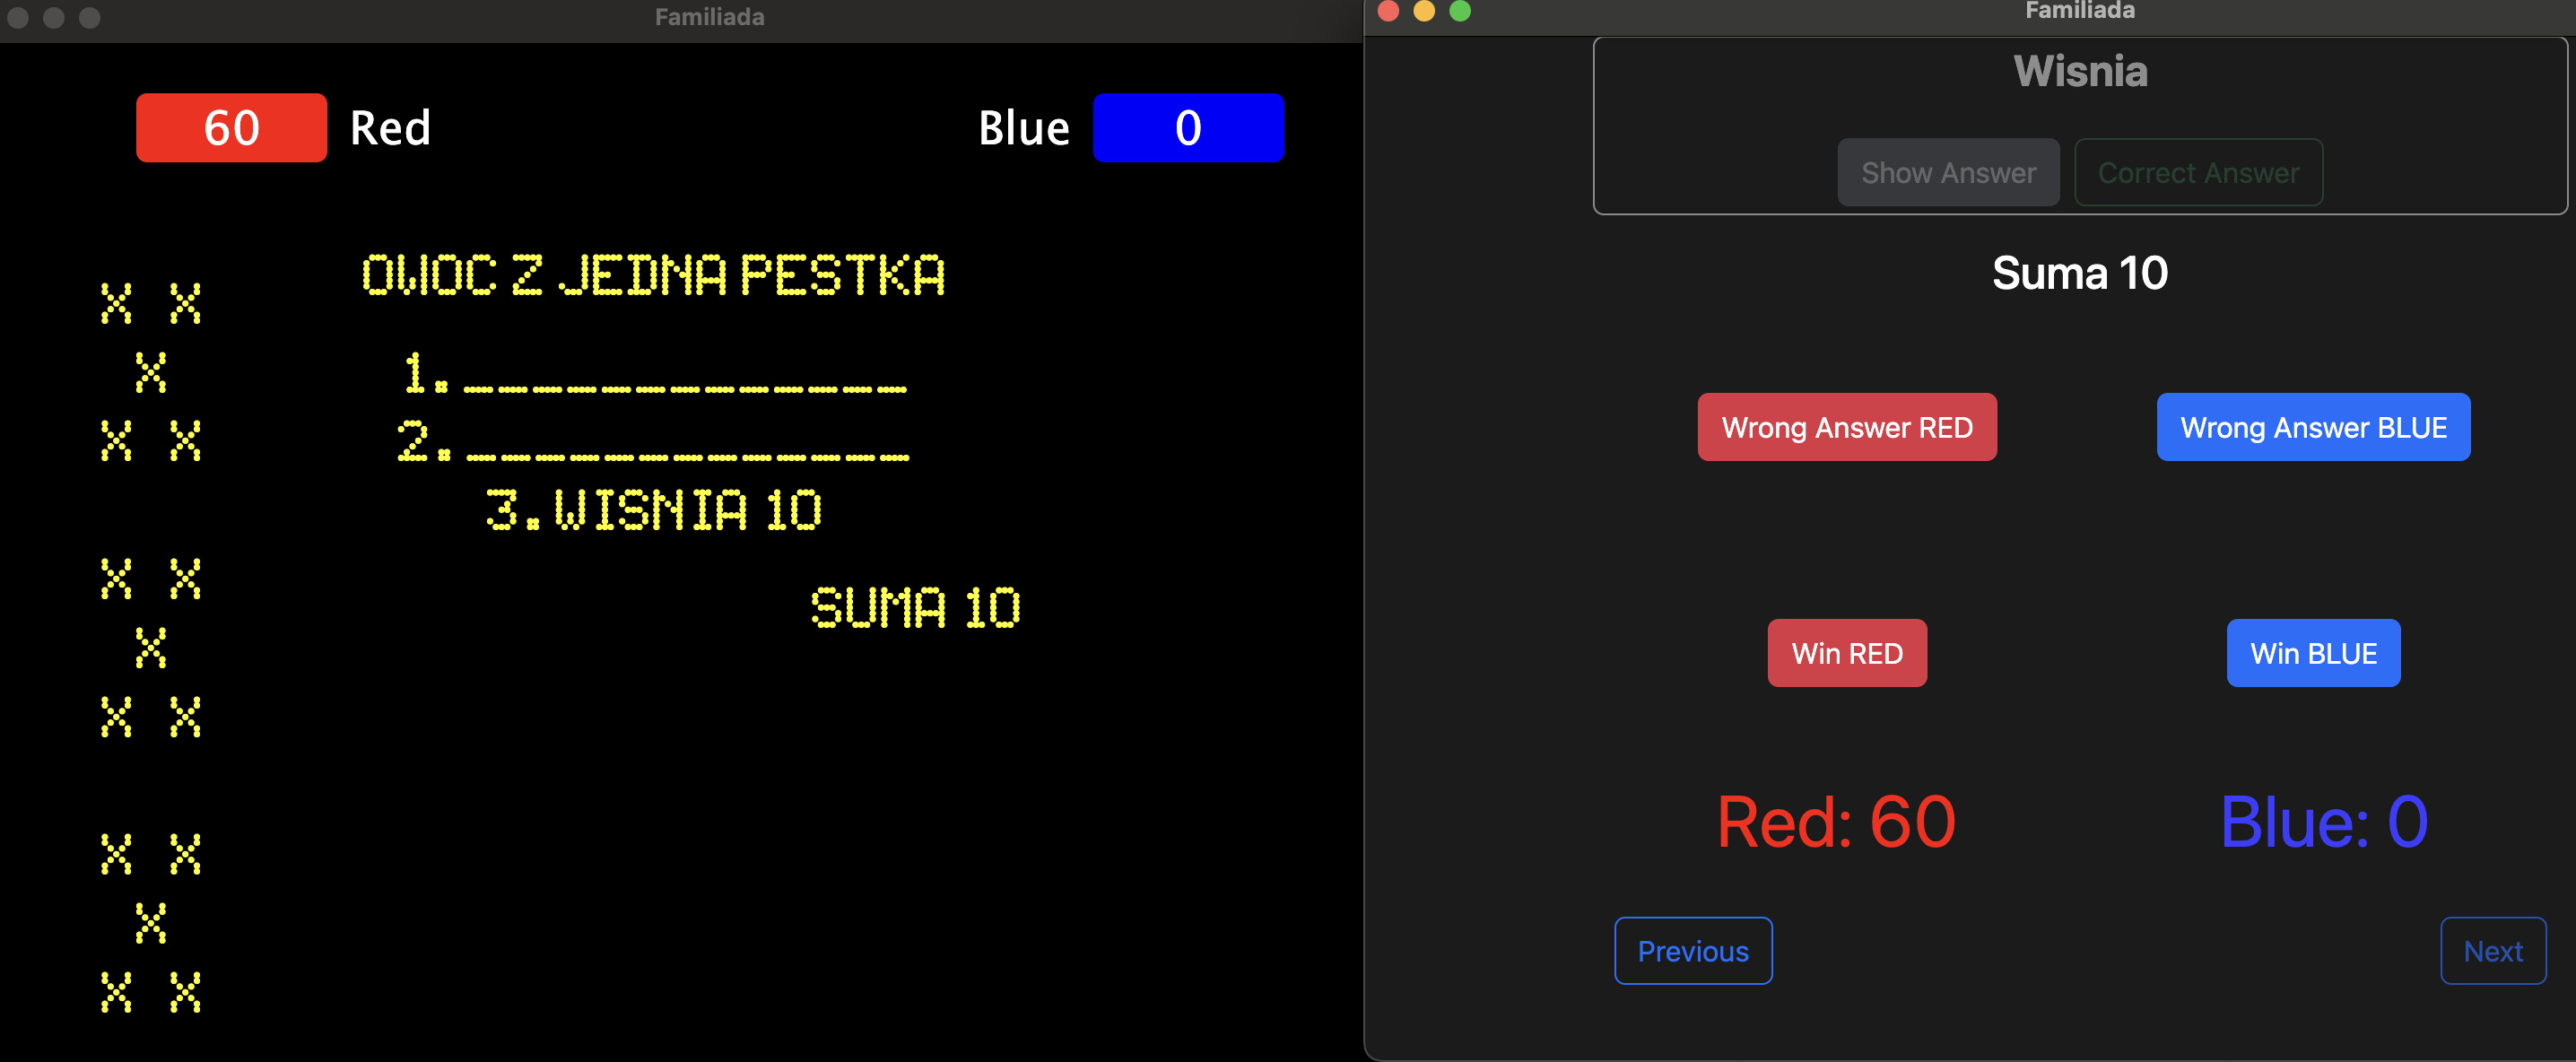 Familiada
60 Red
Blue 0
OWOC Z JEDNA PESTKA
1._____________
2._____________
3.WISNIA 10
SUMA 10
X X
X
X X
X X
X
X X
X X
X
X X
Familiada
Wisnia
Show Answer
Correct Answer
Suma 10
Wrong Answer RED
Wrong Answer BLUE
Win RED
Win BLUE
Red: 60
Blue: 0
Previous
Next